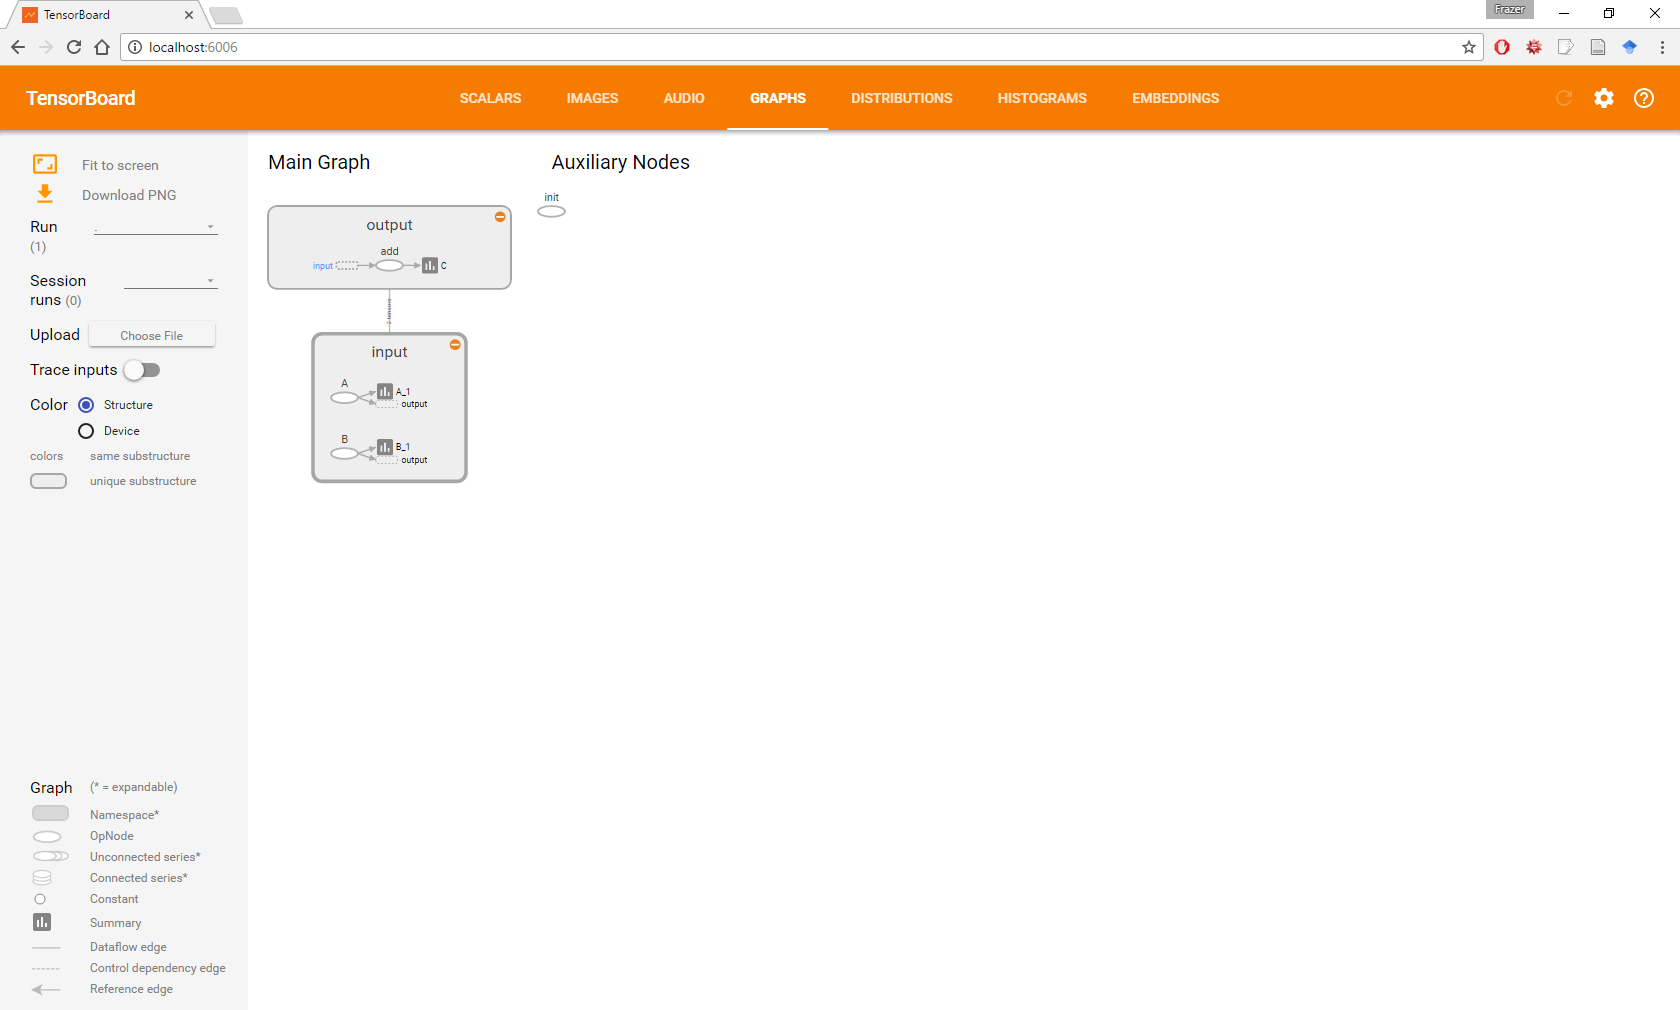 TensorBoard
Frazer
localhost:6006
TensorBoard
SCALARS
IMAGES
AUDIO
GRAPHS
DISTRIBUTIONS
HISTOGRAMS
EMBEDDINGS
Fit to screen
Download PNG
Run
(1)
.
Session
runs (0)
Upload
Choose File
Trace inputs
Color
Structure
Device
colors
same substructure
unique substructure
Main Graph
Auxiliary Nodes
init
output
add
input
C
2 tensors
input
A
A_1
output
B
B_1
output
Graph
(* = expandable)
Namespace*
OpNode
Unconnected series*
Connected series*
Constant
Summary
Dataflow edge
Control dependency edge
Reference edge